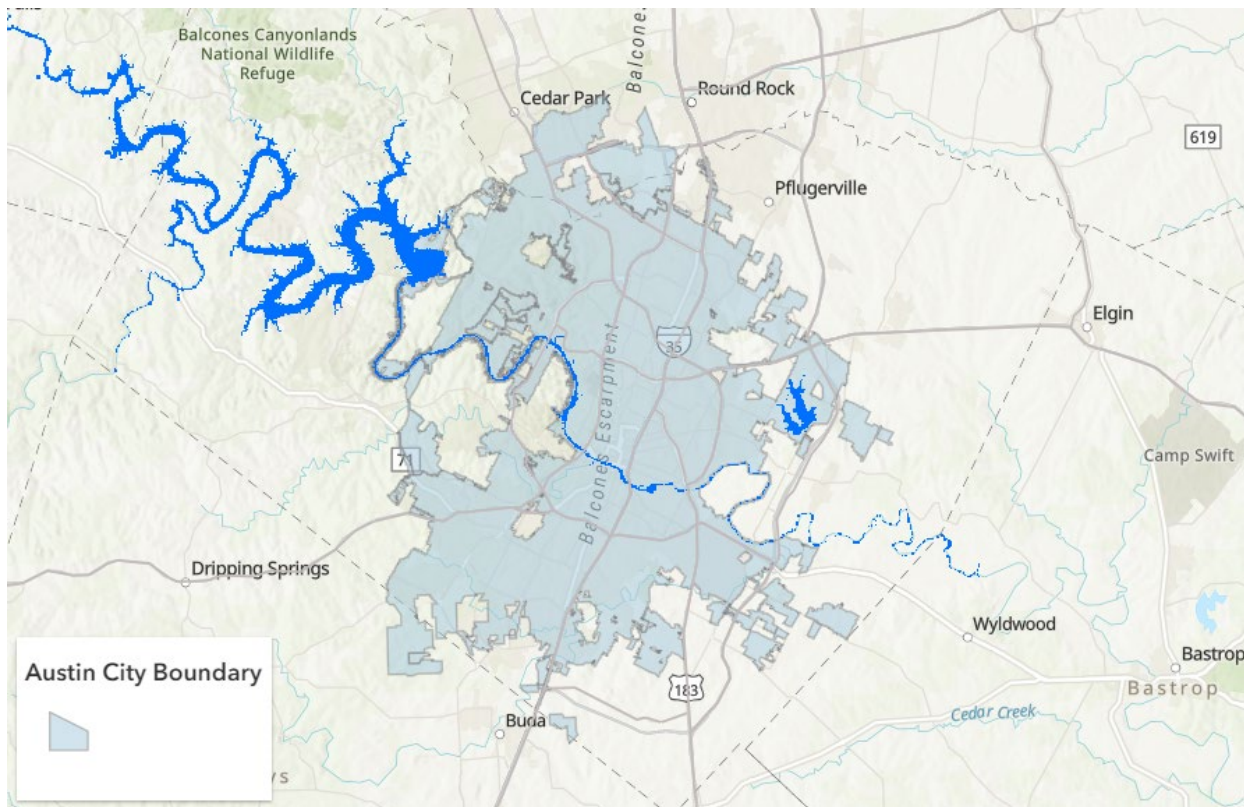 Balcones Canyonlands
National Wildlife
Refuge
Balcones
Cedar Park
Round Rock
619
Pflugerville
Elgin
35
Balcones Escarpment
71
Camp Swift
Dripping Springs
Wyldwood
Austin City Boundary
Bastrop
183
Bastrop
Cedar Creek
Buda